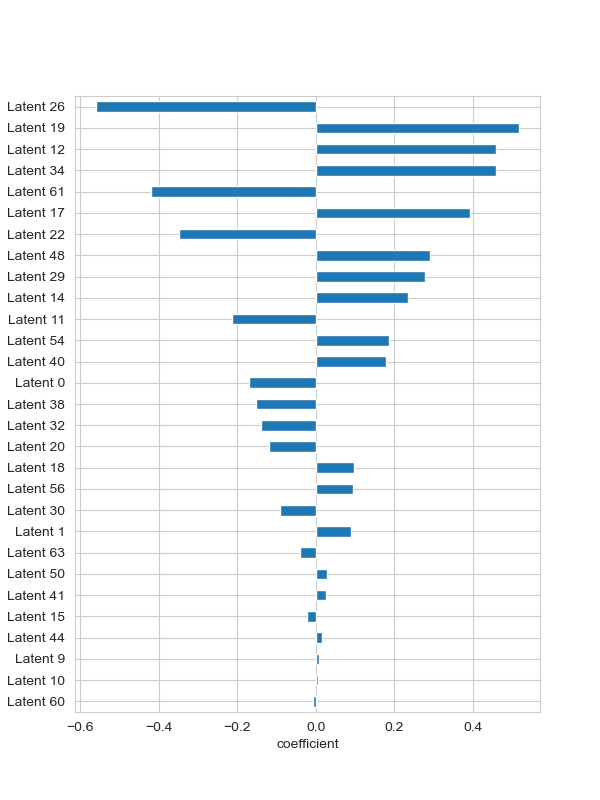 Latent 26
Latent 19
Latent 12
Latent 34
Latent 61
Latent 17
Latent 22
Latent 48
Latent 29
Latent 14
Latent 11
Latent 54
Latent 40
Latent 0
Latent 38
Latent 32
Latent 20
Latent 18
Latent 56
Latent 30
Latent 1
Latent 63
Latent 50
Latent 41
Latent 15
Latent 44
Latent 9
Latent 10
Latent 60
−0.6 −0.4 −0.2 0.0 0.2 0.4
coefficient